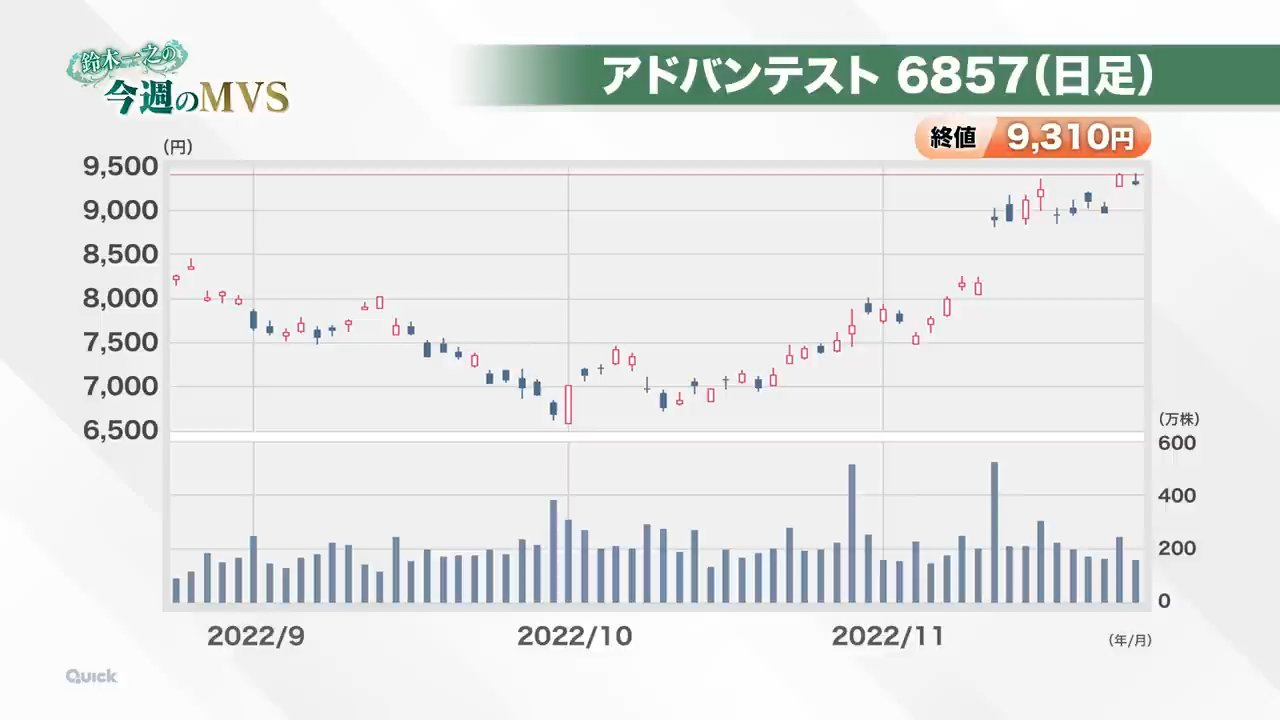 鈴木一之の
今週のMVS
アドバンテスト 6857(日足)
終値 9,310円
(円)
9,500
9,000
8,500
8,000
7,500
7,000
6,500
(万株)
600
400
200
0
2022/9 2022/10 2022/11 (年/月)
Quick